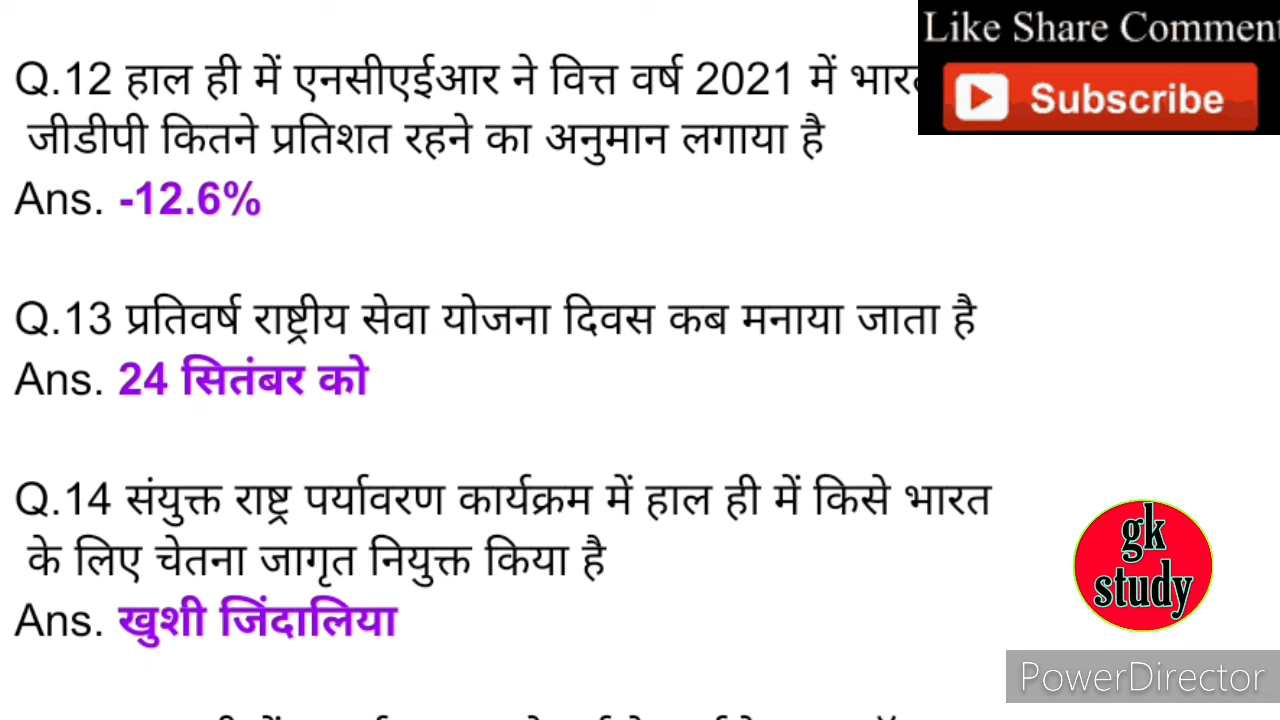 Like Share Comment
Subscribe
Q.12 हाल ही में एनसीएईआर ने वित्त वर्ष 2021 में
जीडीपी कितने प्रतिशत रहने का अनुमान लगाया है
Ans. -12.6%
Q.13 प्रतिवर्ष राष्ट्रीय सेवा योजना दिवस कब मनाया जाता है
Ans. 24 सितंबर को
Q.14 संयुक्त राष्ट्र पर्यावरण कार्यक्रम में हाल ही में किसे भारत
के लिए चेतना जागृत नियुक्त किया है
Ans. खुशी जिंदालिया
gk
study
PowerDirector